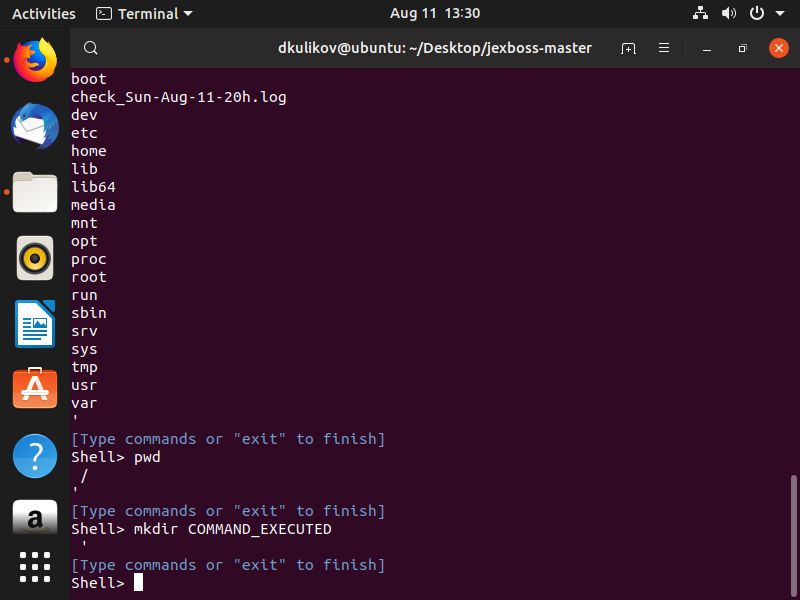 Activities Terminal Aug 11 13:30
dkulikov@ubuntu: ~/Desktop/jexboss-master
boot
check_Sun-Aug-11-20h.log
dev
etc
home
lib
lib64
media
mnt
opt
proc
root
run
sbin
srv
sys
tmp
usr
var
'
[Type commands or "exit" to finish]
Shell> pwd
 /
'
[Type commands or "exit" to finish]
Shell> mkdir COMMAND_EXECUTED
 '
[Type commands or "exit" to finish]
Shell>
?
a